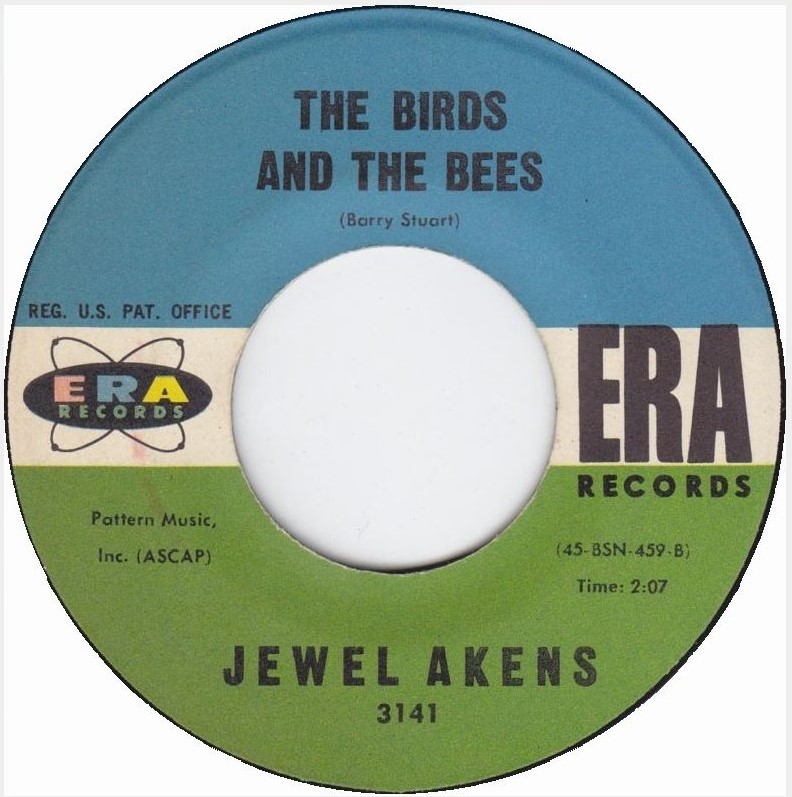 THE BIRDS
AND THE BEES
(Barry Stuart)
REG. U.S. PAT. OFFICE
ERA
RECORDS
ERA
RECORDS
Pattern Music,
Inc. (ASCAP)
(45-BSN-459-B)
Time: 2:07
JEWEL AKENS
3141